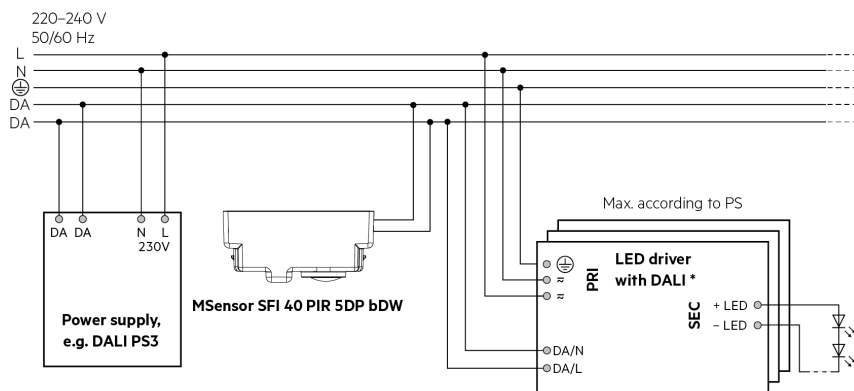 220–240 V
50/60 Hz
L
N
DA
DA
DA DA N L
230V
Power supply,
e.g. DALI PS3
MSensor SFI 40 PIR 5DP bDW
Max. according to PS
LED driver
with DALI *
PRI
≂
≂
SEC
+ LED
– LED
DA/N
DA/L